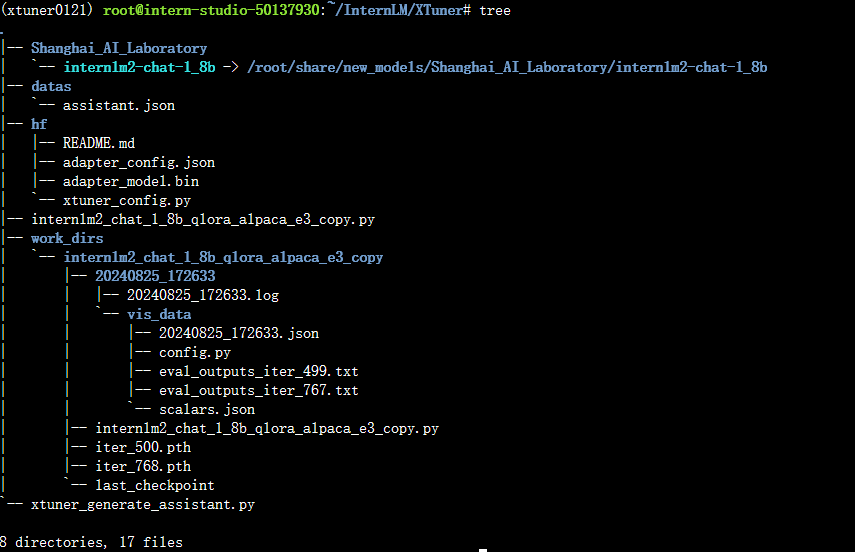 (xtuner0121) root@intern-studio-50137930:~/InternLM/XTuner# tree
.
|-- Shanghai_AI_Laboratory
|   `-- internlm2-chat-1_8b -> /root/share/new_models/Shanghai_AI_Laboratory/internlm2-chat-1_8b
|-- datas
|   `-- assistant.json
|-- hf
|   |-- README.md
|   |-- adapter_config.json
|   |-- adapter_model.bin
|   `-- xtuner_config.py
|-- internlm2_chat_1_8b_qlora_alpaca_e3_copy.py
|-- work_dirs
|   `-- internlm2_chat_1_8b_qlora_alpaca_e3_copy
|       |-- 20240825_172633
|       |   |-- 20240825_172633.log
|       |   `-- vis_data
|       |       |-- 20240825_172633.json
|       |       |-- config.py
|       |       |-- eval_outputs_iter_499.txt
|       |       |-- eval_outputs_iter_767.txt
|       |       `-- scalars.json
|       |-- internlm2_chat_1_8b_qlora_alpaca_e3_copy.py
|       |-- iter_500.pth
|       |-- iter_768.pth
|       `-- last_checkpoint
`-- xtuner_generate_assistant.py
8 directories, 17 files